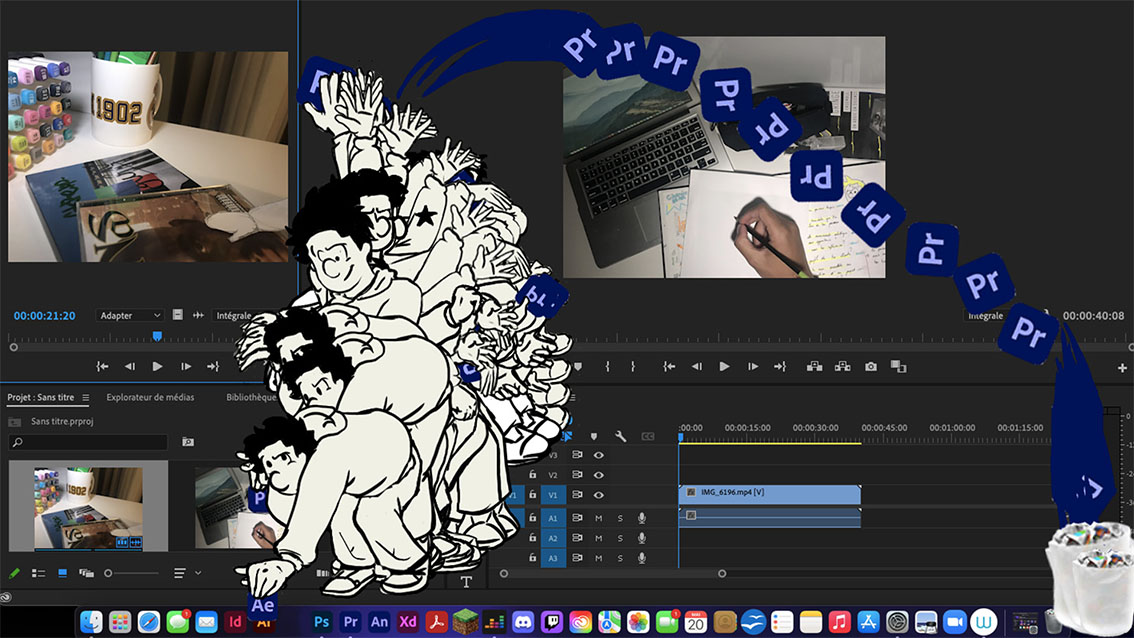 1902
Pr
Pr
Pr
Pr
Pr
Pr
Pr
Pr
Pr
Pr
00:00:21:20
Adapter
Intégrale
Intégrale
00:00:40:08
Projet : Sans titre
Explorateur de médias
Bibliothèque
Sans titre.prproj
1902
:00:00
00:00:15:00
00:00:30:00
00:00:45:00
00:01:00:00
00:01:15:00
V3
V2
V1
V1
IMG_6196.mp4 [V]
A1
M
S
A2
M
S
A3
M
S
T
Ae
Id
Ai
Ps
Pr
An
Xd
20